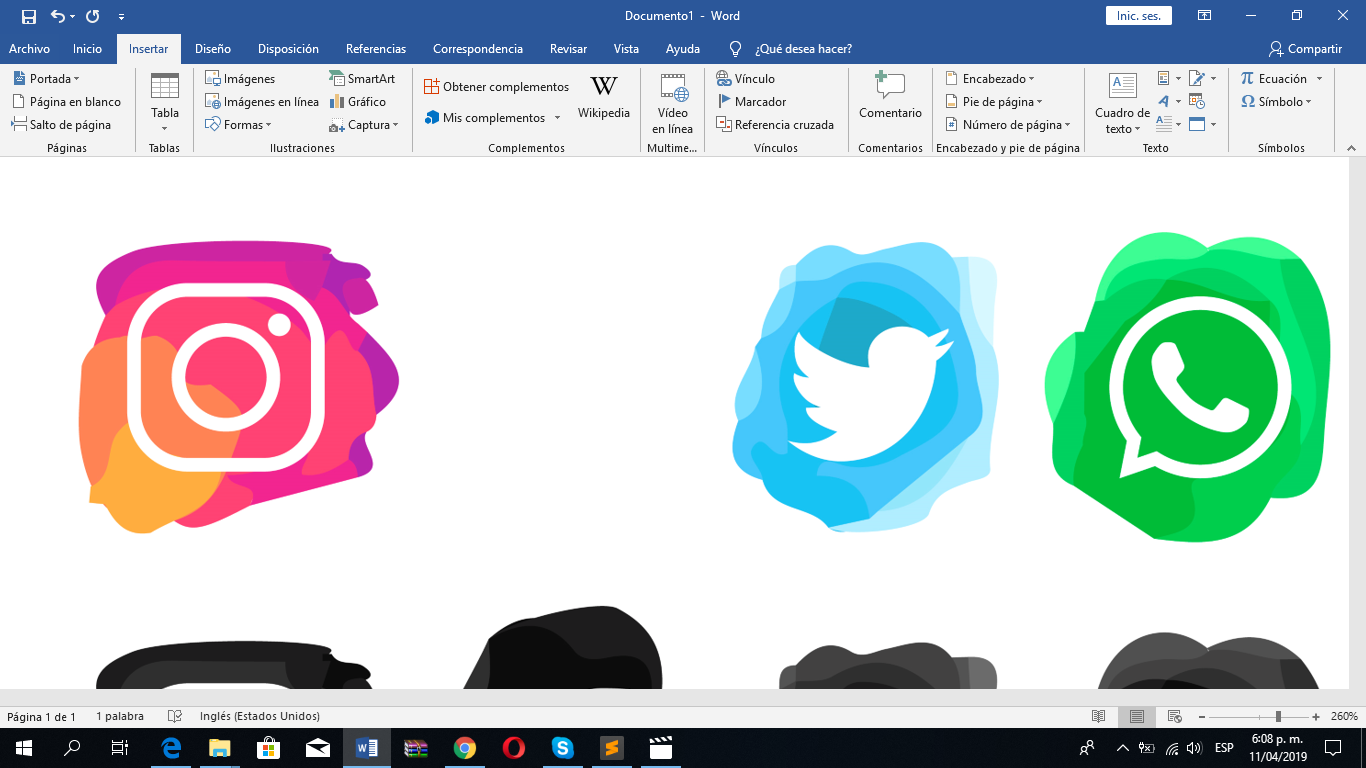 Documento1 - Word
Inic. ses.
Archivo Inicio Insertar Diseño Disposición Referencias Correspondencia Revisar Vista Ayuda ¿Qué desea hacer? Compartir
Portada
Página en blanco
Salto de página
Páginas
Tabla
Tablas
Imágenes
Imágenes en línea
Formas
SmartArt
Gráfico
Captura
Ilustraciones
Obtener complementos
Mis complementos
W
Wikipedia
Complementos
Vídeo
en línea
Multime...
Vínculo
Marcador
Referencia cruzada
Vínculos
Comentario
Comentarios
Encabezado
Pie de página
Número de página
Encabezado y pie de página
Cuadro de
texto
Texto
π Ecuación
Ω Símbolo
Símbolos
Página 1 de 1 1 palabra Inglés (Estados Unidos) 260%
ESP
6:08 p. m.
11/04/2019